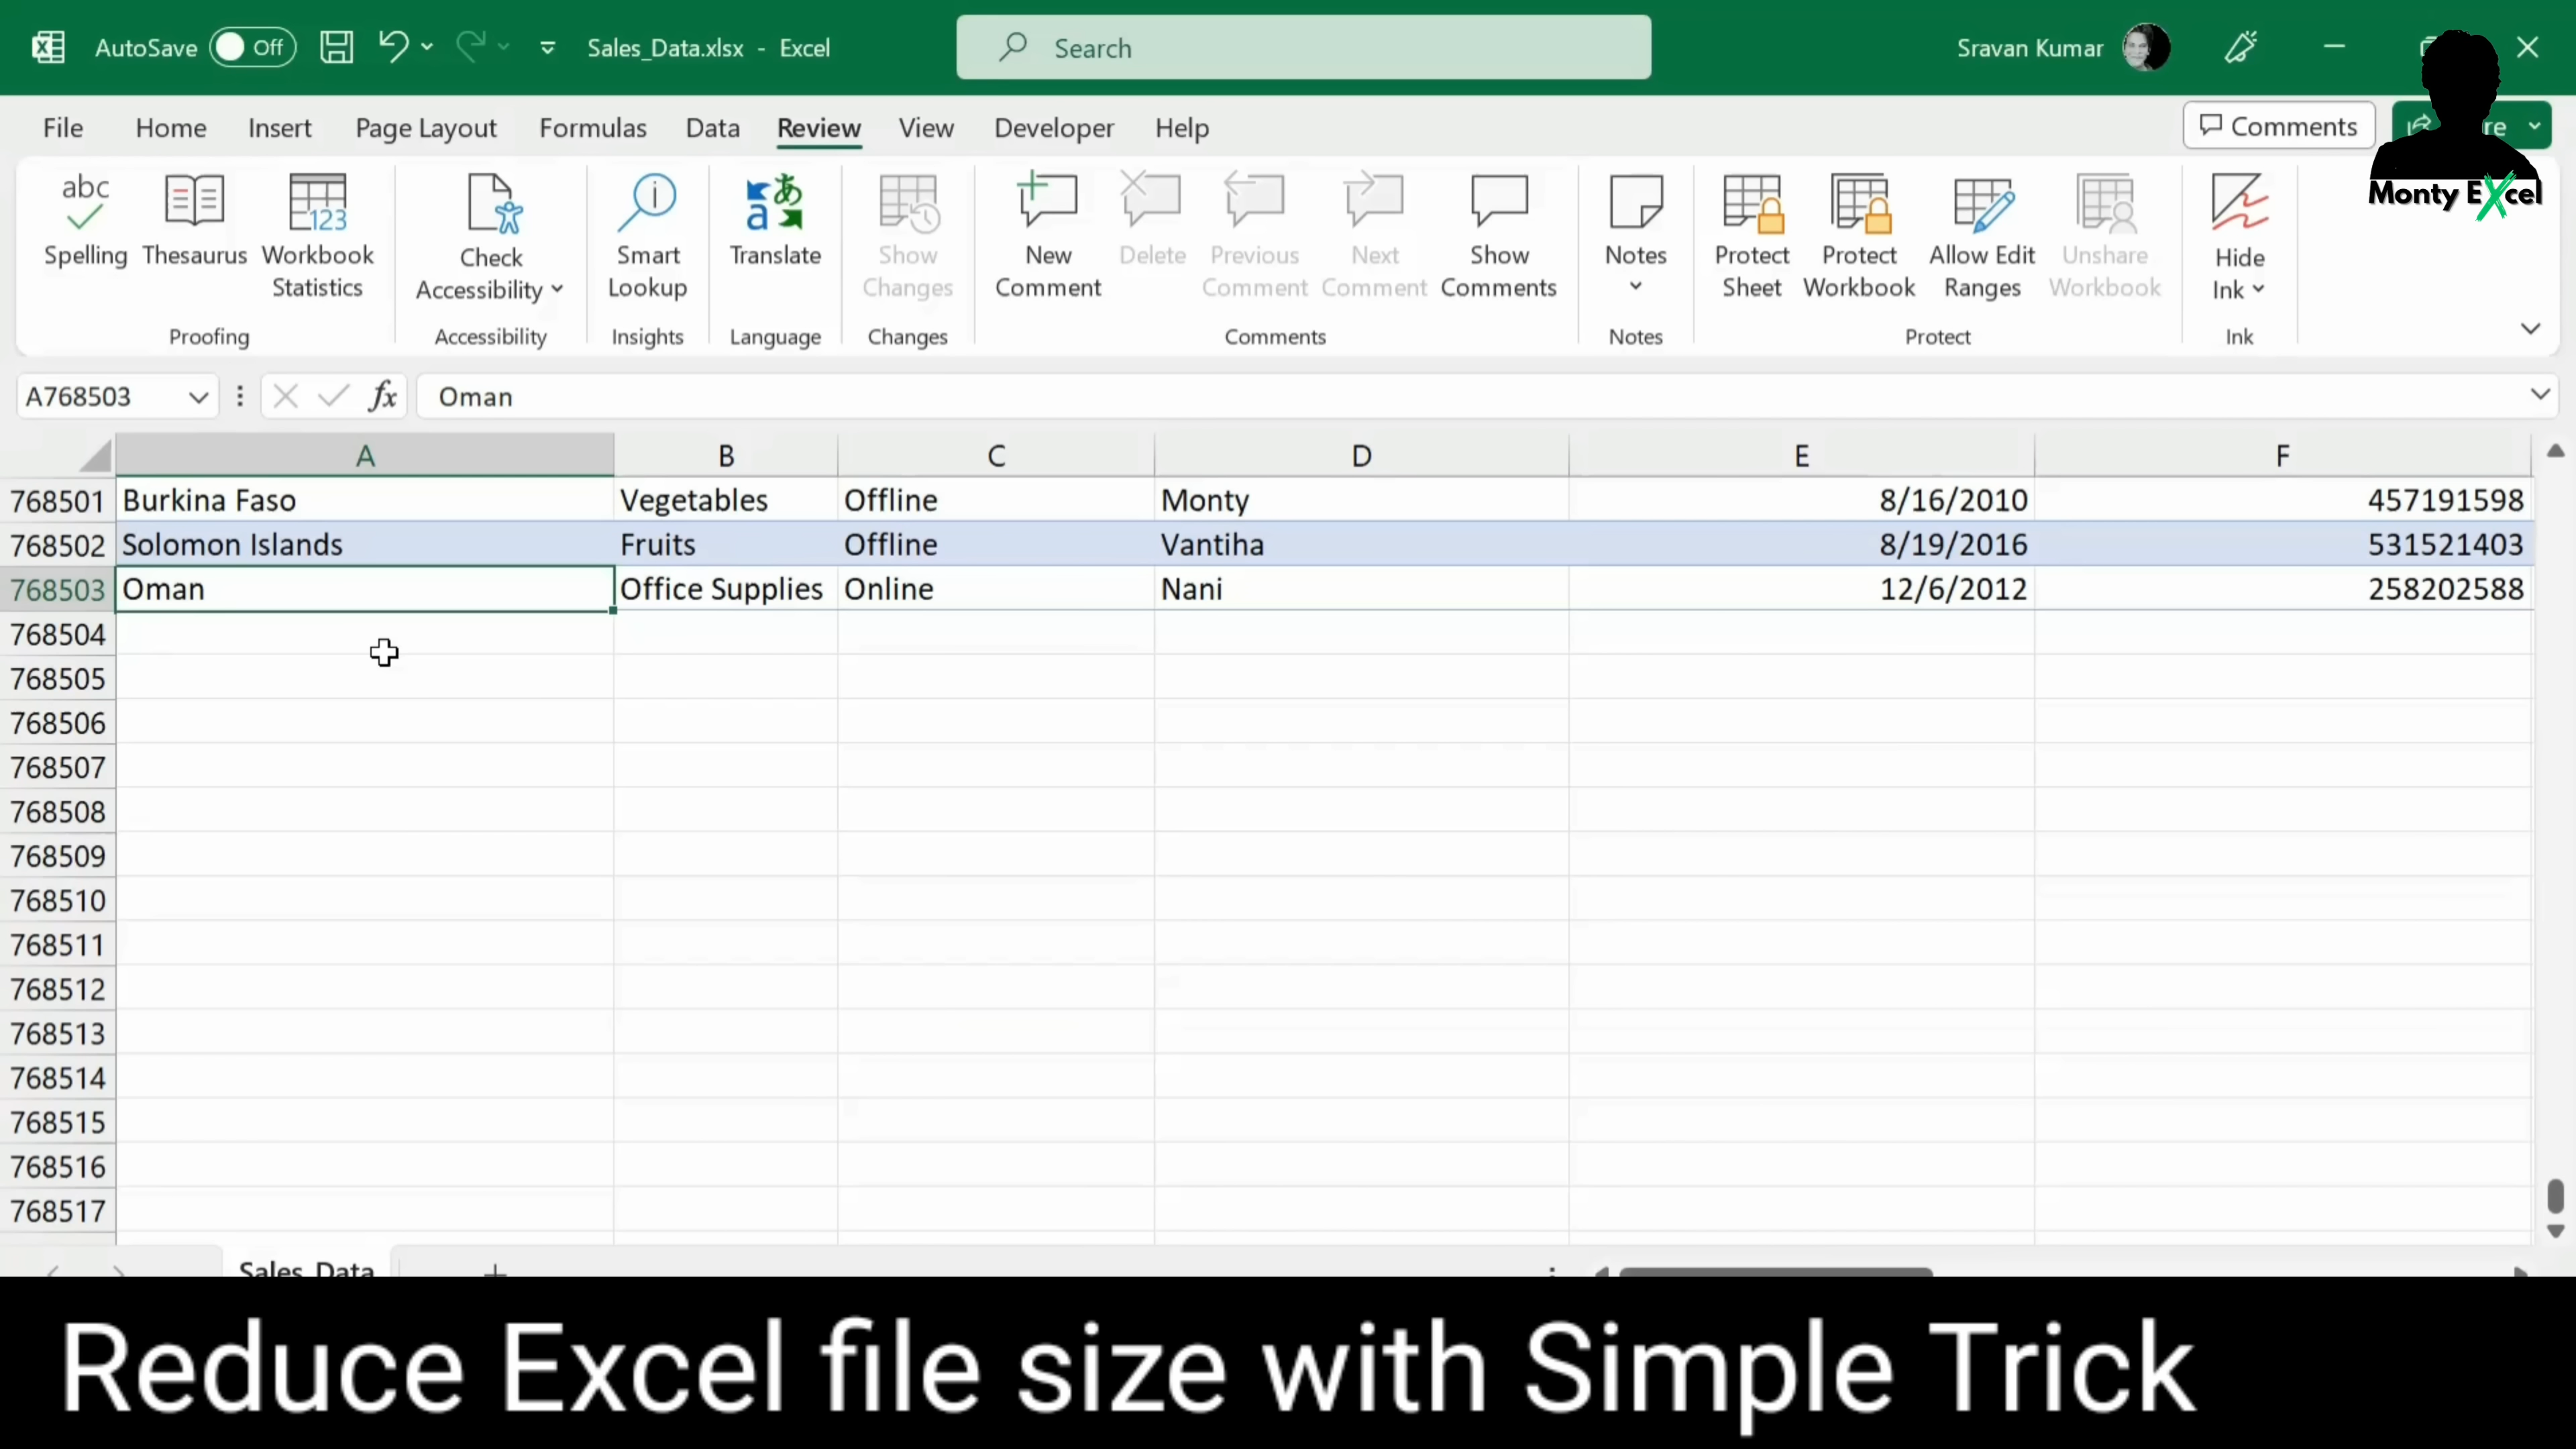 AutoSave Off Sales_Data.xlsx - Excel Search Sravan Kumar
File Home Insert Page Layout Formulas Data Review View Developer Help Comments
Monty Excel
abc
Spelling Thesaurus Workbook Statistics Check Accessibility Smart Lookup Translate Show Changes New Comment Delete Previous Comment Next Comment Show Comments Notes Protect Sheet Protect Workbook Allow Edit Ranges Unshare Workbook Hide Ink
Proofing Accessibility Insights Language Changes Comments Notes Protect Ink
A768503 fx Oman
A B C D E F
768501 Burkina Faso Vegetables Offline Monty 8/16/2010 457191598
768502 Solomon Islands Fruits Offline Vantiha 8/19/2016 531521403
768503 Oman Office Supplies Online Nani 12/6/2012 258202588
768504
768505
768506
768507
768508
768509
768510
768511
768512
768513
768514
768515
768516
768517
Sales_Data
Reduce Excel file size with Simple Trick